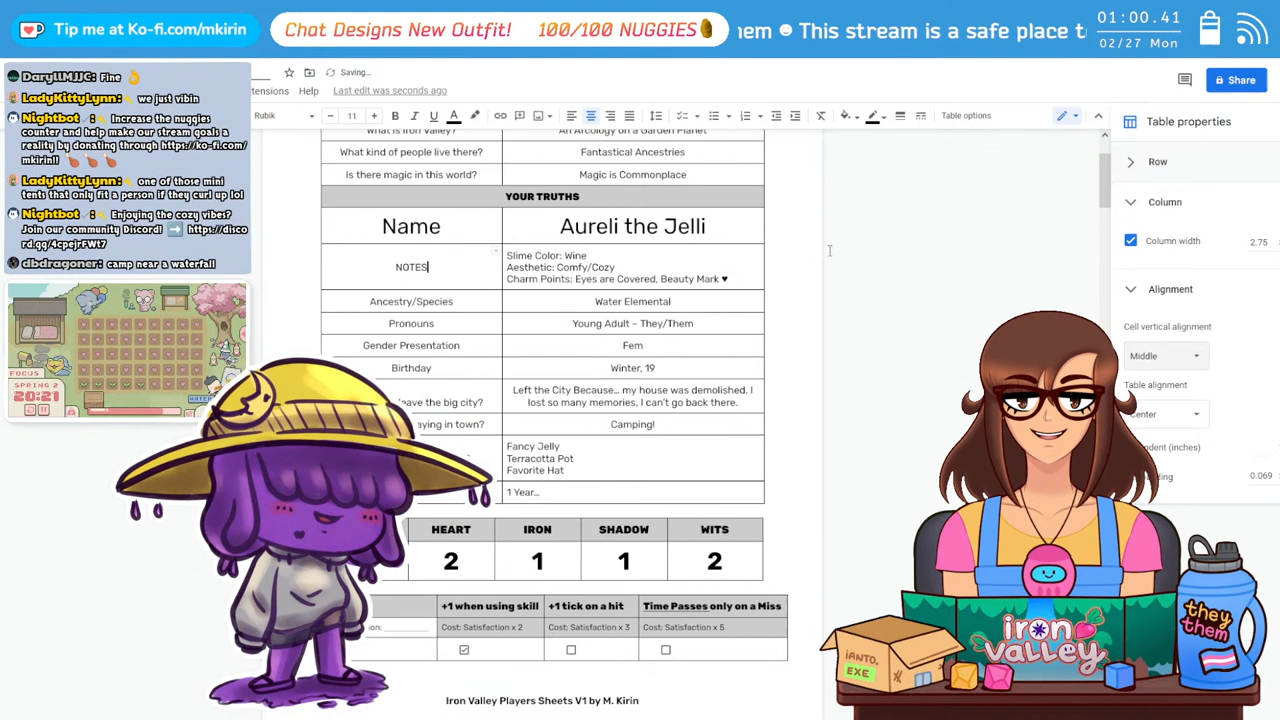 Tip me at Ko-fi.com/mkirin
Chat Designs New Outfit! 100/100 NUGGIES
This stream is a safe place
01:00.41
02/27 Mon
DaryllMJJC: Fine 👌
LadyKittyLynn: we just vibin
Nightbot: Increase the nuggies
counter and help make our stream goals a
reality by donating through https://ko-fi.com/
mkirin!! 🍗 🍗 🍗
LadyKittyLynn: one of those mini
tents that only fit a person if they curl up lol
Nightbot: Enjoying the cozy vibes?
Join our community Discord! ➡ https://disco
rd.gg/4cpejrFWt7
dbdragoner: camp near a waterfall
FOCUS
SPRING 2
20:21
Saving...
Help
Last edit was seconds ago
Share
Rubik
11
Table options
What is Iron Valley? An Arcology on a Garden Planet
What kind of people live there? Fantastical Ancestries
Is there magic in this world? Magic is Commonplace
YOUR TRUTHS
Name Aureli the Jelli
NOTES
Slime Color: Wine
Aesthetic: Comfy/Cozy
Charm Points: Eyes are Covered, Beauty Mark ♥
Ancestry/Species Water Elemental
Pronouns Young Adult – They/Them
Gender Presentation Fem
Birthday Winter, 19
eave the big city? Left the City Because... my house was demolished, I
lost so many memories, I can't go back there.
aying in town? Camping!
Fancy Jelly
Terracotta Pot
Favorite Hat
1 Year...
HEART IRON SHADOW WITS
2 1 1 2
+1 when using skill +1 tick on a hit Time Passes only on a Miss
Cost: Satisfaction x 2 Cost: Satisfaction x 3 Cost: Satisfaction x 5
Iron Valley Players Sheets V1 by M. Kirin
Table properties
Row
Column
Column width 2.75
Alignment
Cell vertical alignment
Middle
Table alignment
Center
(inches)
0.069
iron
valley
iANTO.
EXE
they
them